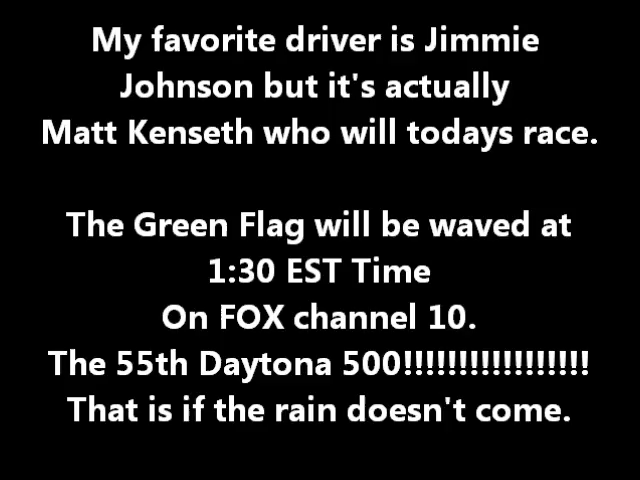 My favorite driver is Jimmie
Johnson but it's actually
Matt Kenseth who will todays race.
The Green Flag will be waved at
1:30 EST Time
On FOX channel 10.
The 55th Daytona 500!!!!!!!!!!!!!!!!!
That is if the rain doesn't come.